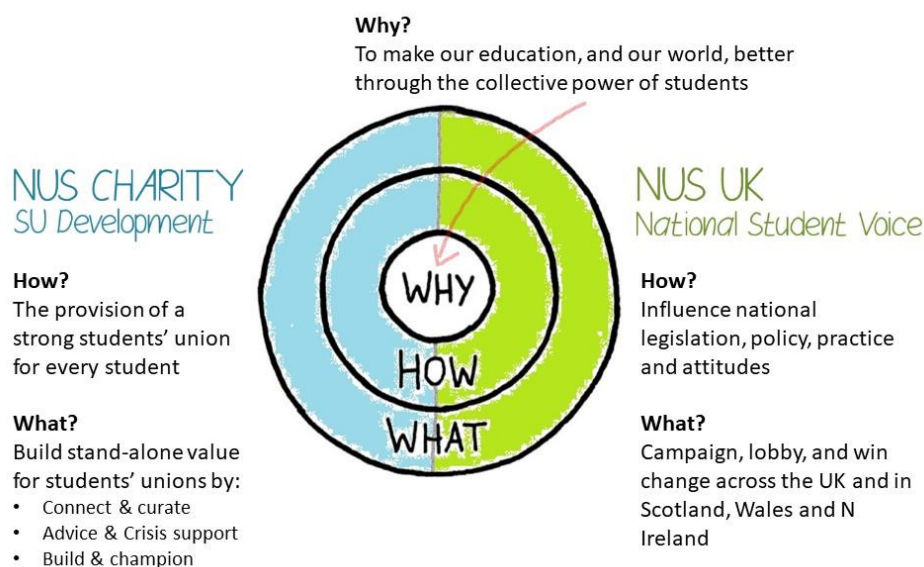 Why?
To make our education, and our world, better
through the collective power of students
NUS CHARITY
SU Development
How?
The provision of a
strong students’ union
for every student
What?
Build stand-alone value
for students’ unions by:
• Connect & curate
• Advice & Crisis support
• Build & champion
WHY
HOW
WHAT
NUS UK
National Student Voice
How?
Influence national
legislation, policy, practice
and attitudes
What?
Campaign, lobby, and win
change across the UK and in
Scotland, Wales and N
Ireland